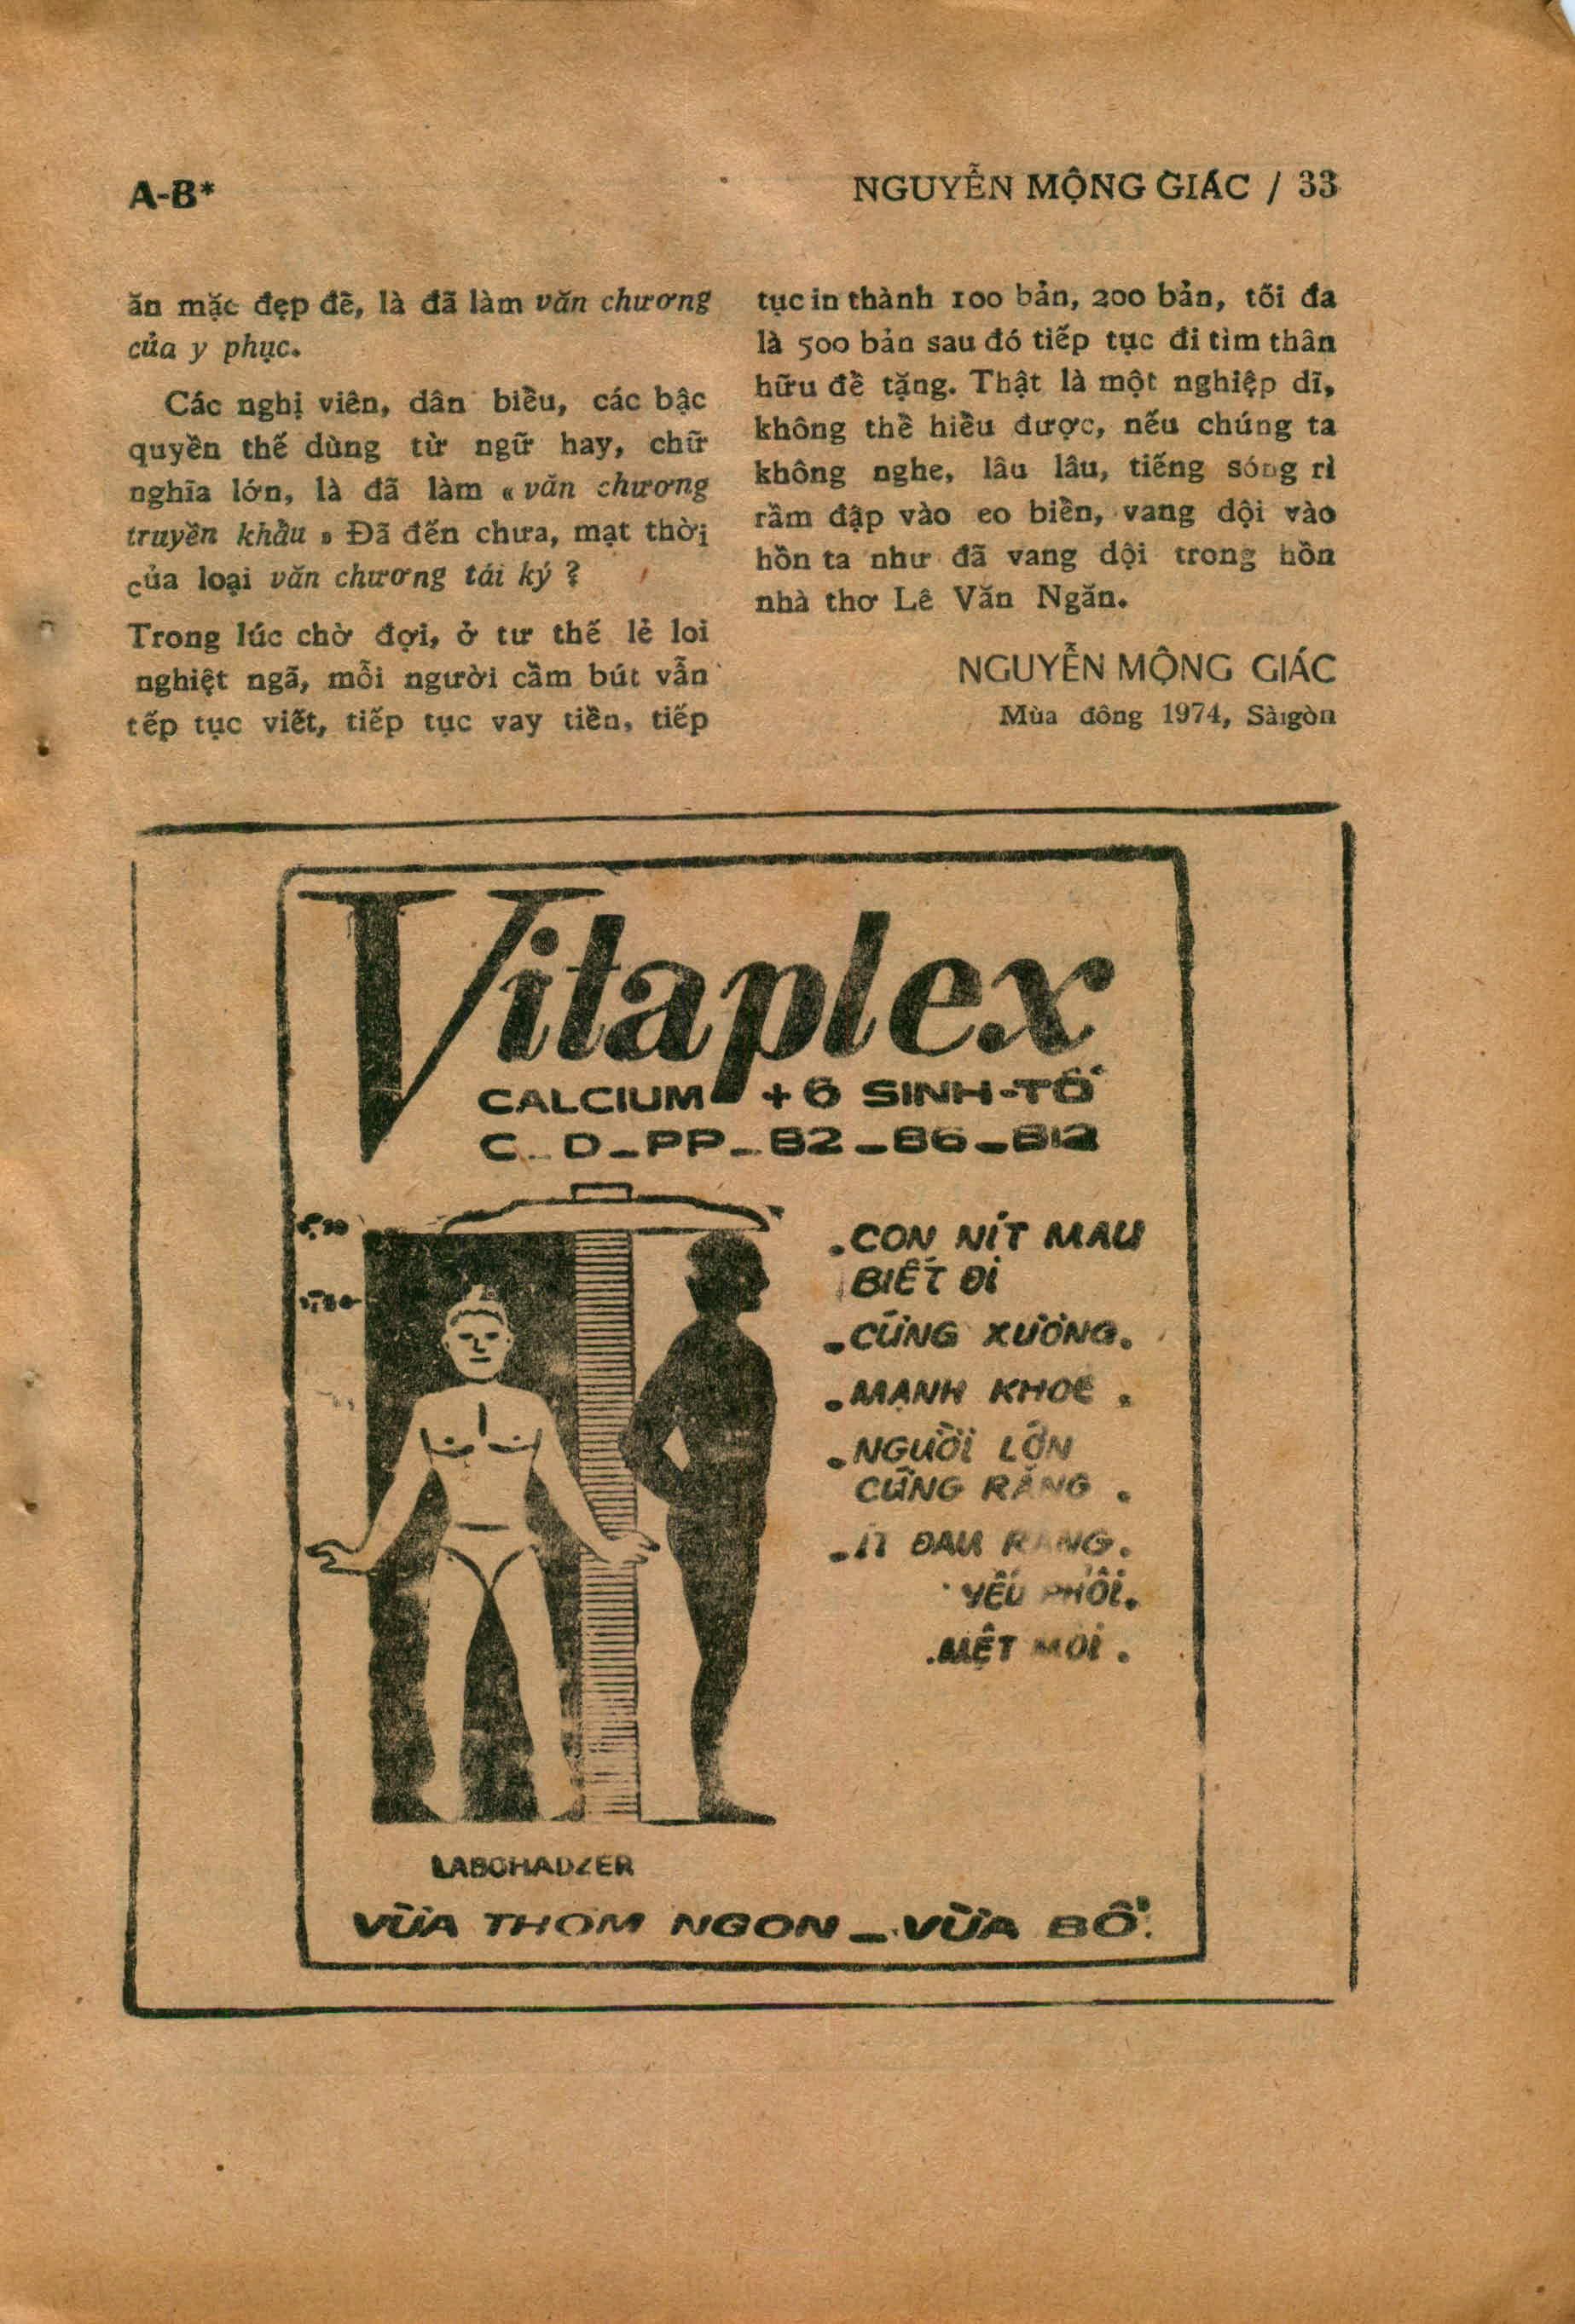 A-B*
NGUYỄN MỘNG GIÁC / 33
ăn mặc đẹp đẽ, là đã làm văn chương
của y phục.
Các nghị viên, dân biểu, các bậc
quyền thế dùng từ ngữ hay, chữ
nghĩa lớn, là đã làm « văn chương
truyền khẩu » Đã đến chưa, mạt thời
của loại văn chương tái ký ?
Trong lúc chờ đợi, ở tư thế lẻ loi
nghiệt ngã, mỗi người cầm bút vẫn
tếp tục viết, tiếp tục vay tiền, tiếp
tục in thành 100 bản, 200 bản, tối đa
là 500 bản sau đó tiếp tục đi tìm thân
hữu để tặng. Thật là một nghiệp dĩ,
không thể hiểu được, nếu chúng ta
không nghe, lâu lâu, tiếng sóng rì
rầm đập vào eo biển, vang dội vào
hồn ta như đã vang dội trong hồn
nhà thơ Lê Văn Ngăn.
NGUYỄN MỘNG GIÁC
Mùa đông 1974, Sàigòn
Vitaplex
CALCIUM + 6 SINH-TỐ
C_D_PP_B2_B6_B12
.CON NÍT MAU
BIẾT ĐI
.CỨNG XƯƠNG.
.MẠNH KHOẺ.
.NGƯỜI LỚN
CỨNG RĂNG.
.ÍT ĐAU RĂNG.
YẾU PHỔI.
.MỆT MỎI.
LABOHADZER
VỪA THƠM NGON_VỪA BỔ.